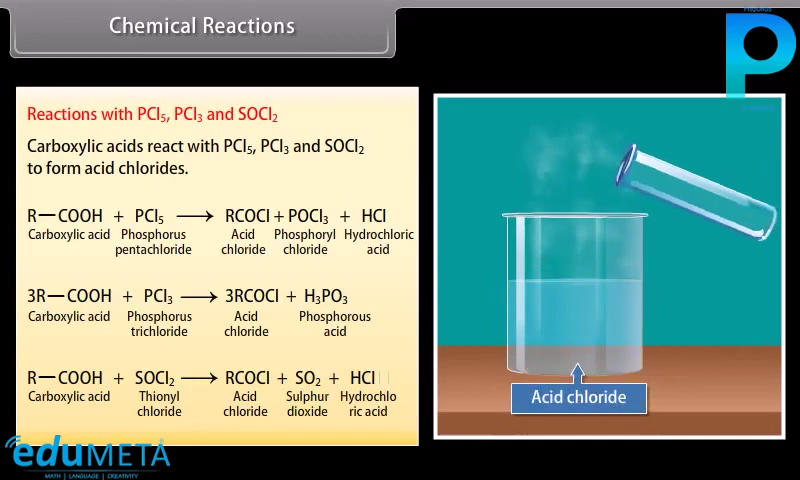 Chemical Reactions
Phporus
P
Reactions with PCl₅, PCl₃ and SOCl₂
Carboxylic acids react with PCl₅, PCl₃ and SOCl₂
to form acid chlorides.
R—COOH + PCl₅ ⟶ RCOCl + POCl₃ + HCl
Carboxylic acid Phosphorus Acid Phosphoryl Hydrochloric
pentachloride chloride chloride acid
3R—COOH + PCl₃ ⟶ 3RCOCl + H₃PO₃
Carboxylic acid Phosphorus Acid Phosphorous
trichloride chloride acid
R—COOH + SOCl₂ ⟶ RCOCl + SO₂ + HCl
Carboxylic acid Thionyl Acid Sulphur Hydrochlo
chloride chloride dioxide ric acid
Acid chloride
eduMETA
MATH | LANGUAGE | CREATIVITY